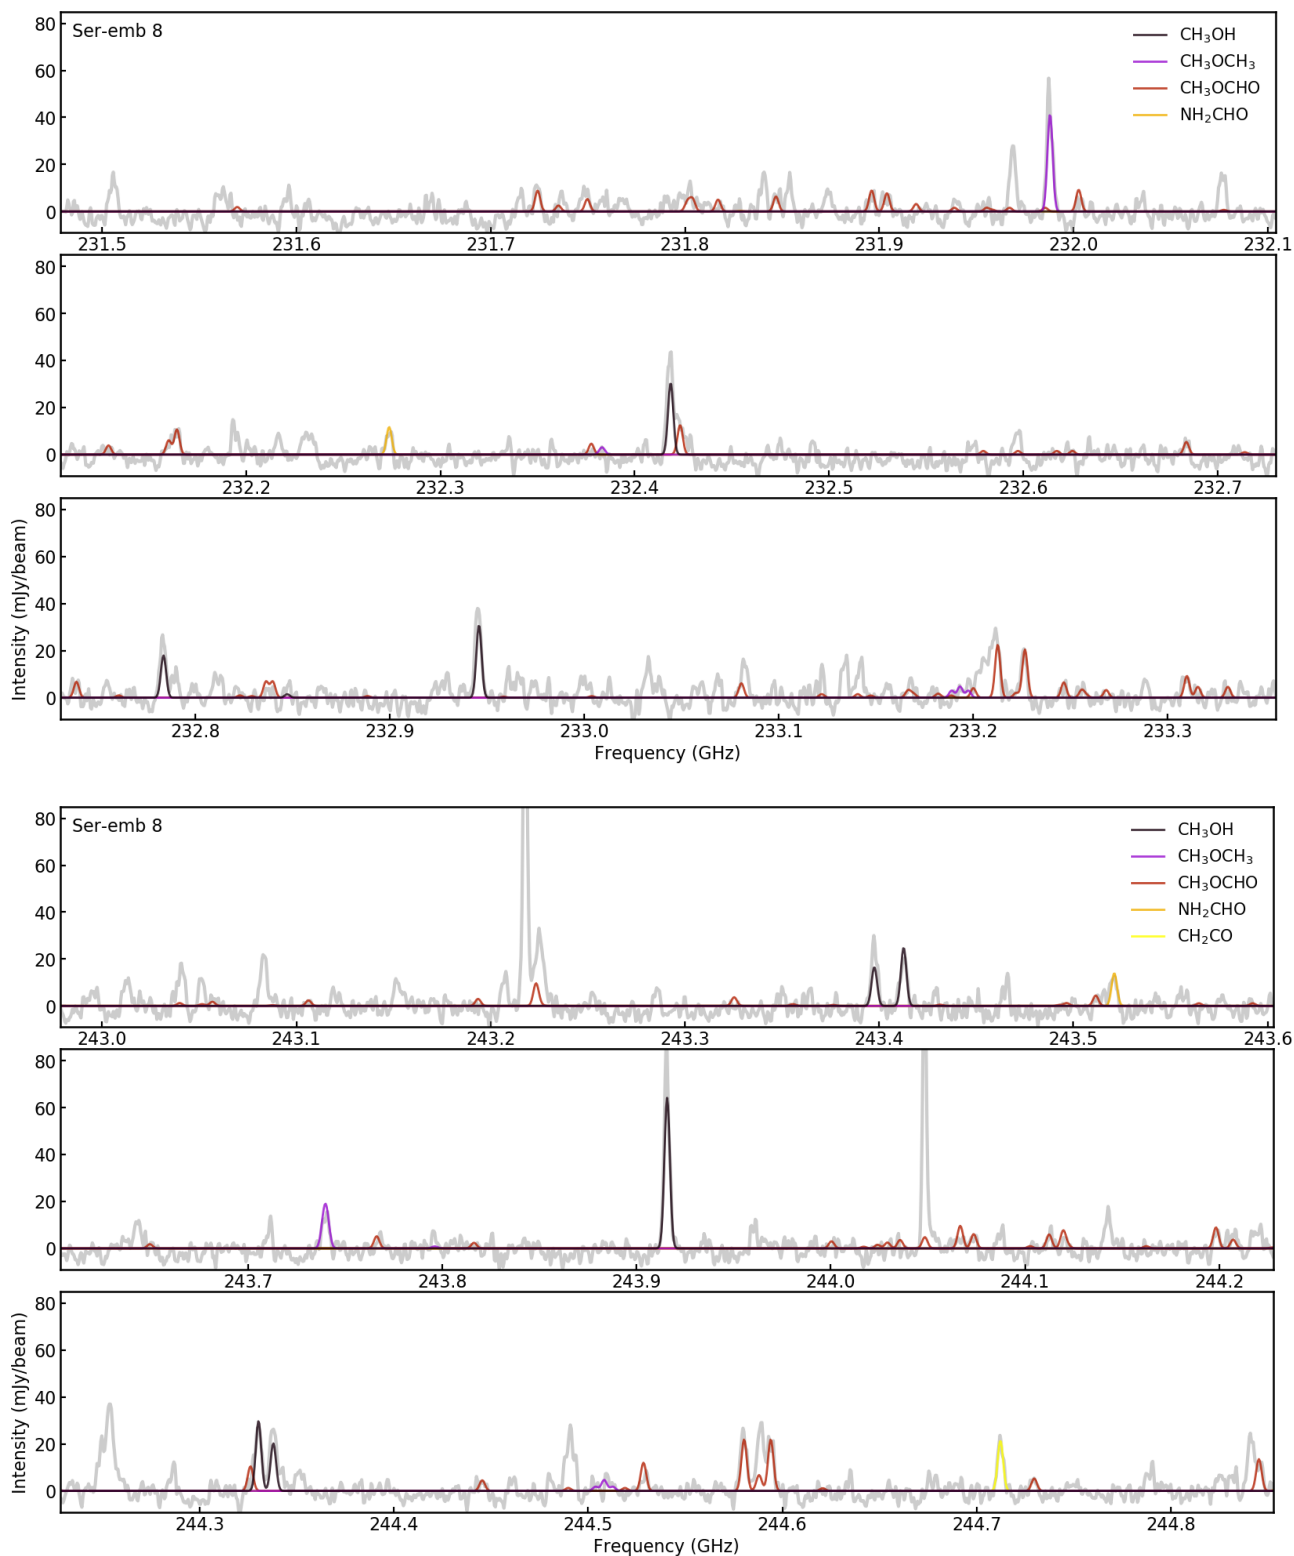 Ser-emb 8
CH₃OH
CH₃OCH₃
CH₃OCHO
NH₂CHO
80
60
40
20
0
231.5 231.6 231.7 231.8 231.9 232.0 232.1
80
60
40
20
0
232.2 232.3 232.4 232.5 232.6 232.7
80
60
40
20
0
Intensity (mJy/beam)
232.8 232.9 233.0 233.1 233.2 233.3
Frequency (GHz)
Ser-emb 8
CH₃OH
CH₃OCH₃
CH₃OCHO
NH₂CHO
CH₂CO
80
60
40
20
0
243.0 243.1 243.2 243.3 243.4 243.5 243.6
80
60
40
20
0
243.7 243.8 243.9 244.0 244.1 244.2
80
60
40
20
0
Intensity (mJy/beam)
244.3 244.4 244.5 244.6 244.7 244.8
Frequency (GHz)